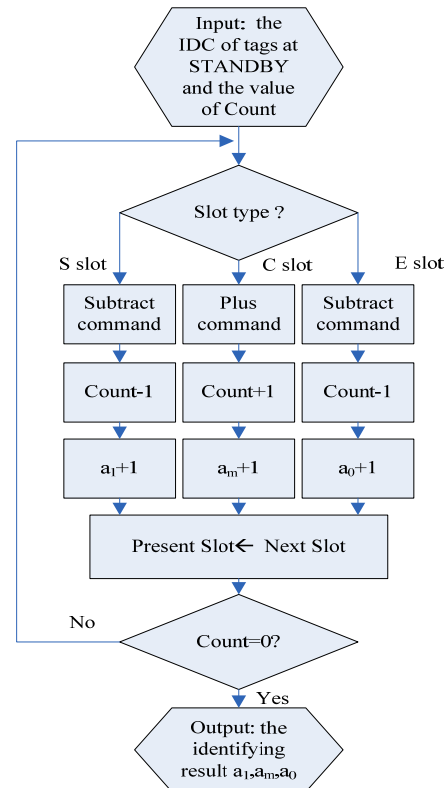 Input: the
IDC of tags at
STANDBY
and the value
of Count
Slot type ?
S slot
C slot
E slot
Subtract
command
Plus
command
Subtract
command
Count-1
Count+1
Count-1
a₁+1
aₘ+1
a₀+1
Present Slot← Next Slot
No
Count=0?
Yes
Output: the
identifying
result a₁,aₘ,a₀